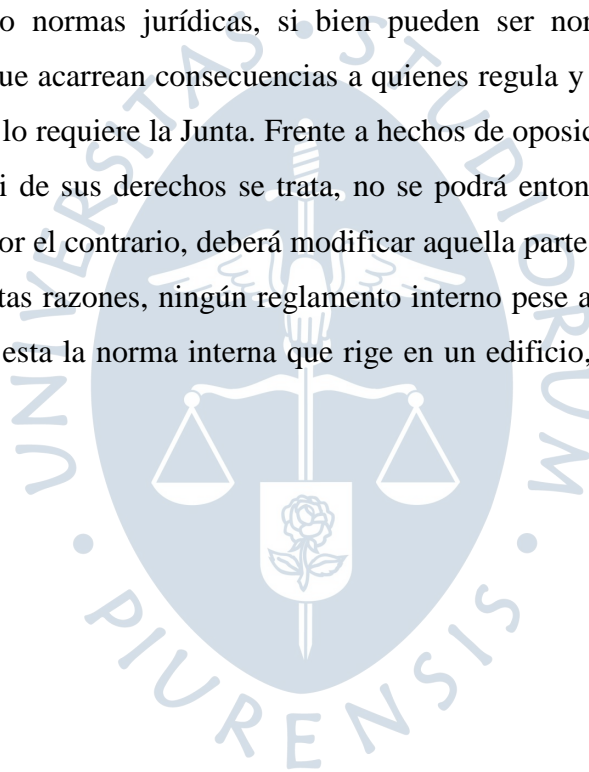 o normas jurídicas, si bien pueden ser nor
ue acarrean consecuencias a quienes regula y
lo requiere la Junta. Frente a hechos de oposic
i de sus derechos se trata, no se podrá enton
or el contrario, deberá modificar aquella parte
tas razones, ningún reglamento interno pese a
esta la norma interna que rige en un edificio,
UNIVERSITAS • STUDIORUM • PIURENSIS •